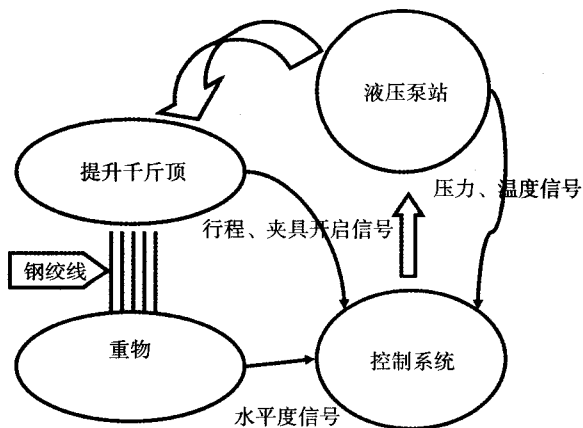 液压泵站
提升千斤顶
压力、温度信号
行程、夹具开启信号
钢绞线
重物
控制系统
水平度信号